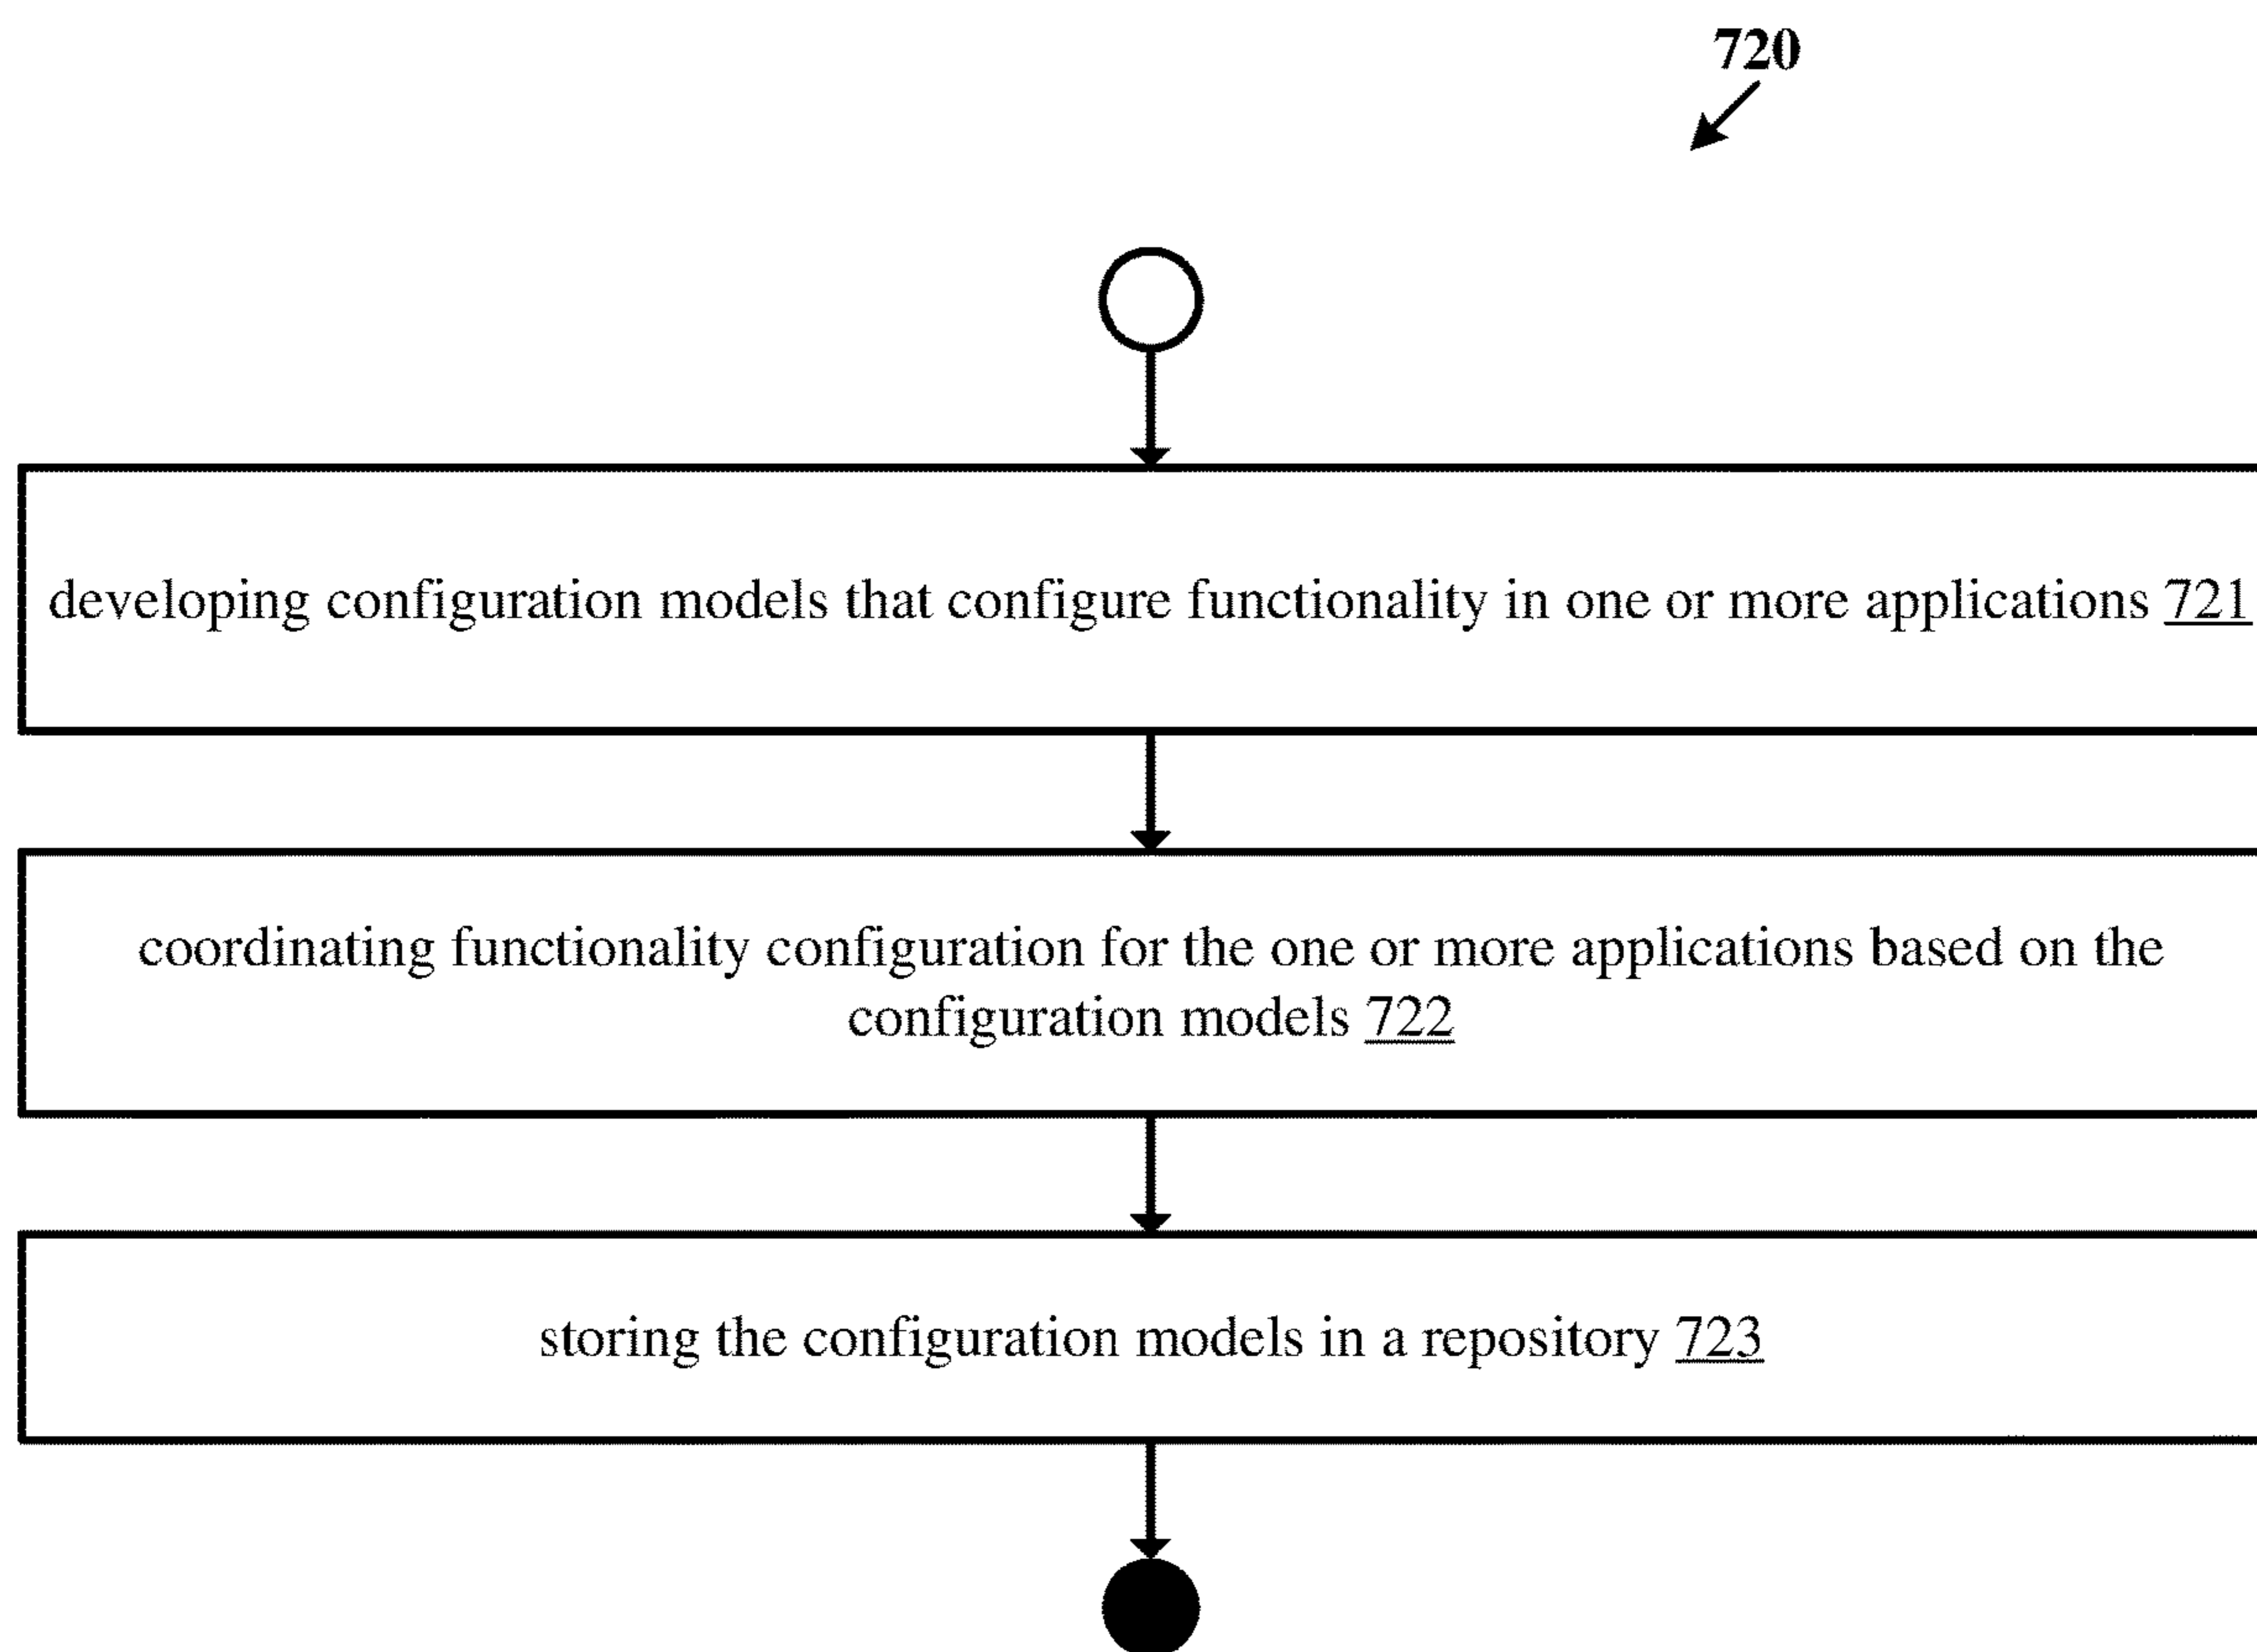 720
developing configuration models that configure functionality in one or more applications 721
coordinating functionality configuration for the one or more applications based on the
configuration models 722
storing the configuration models in a repository 723